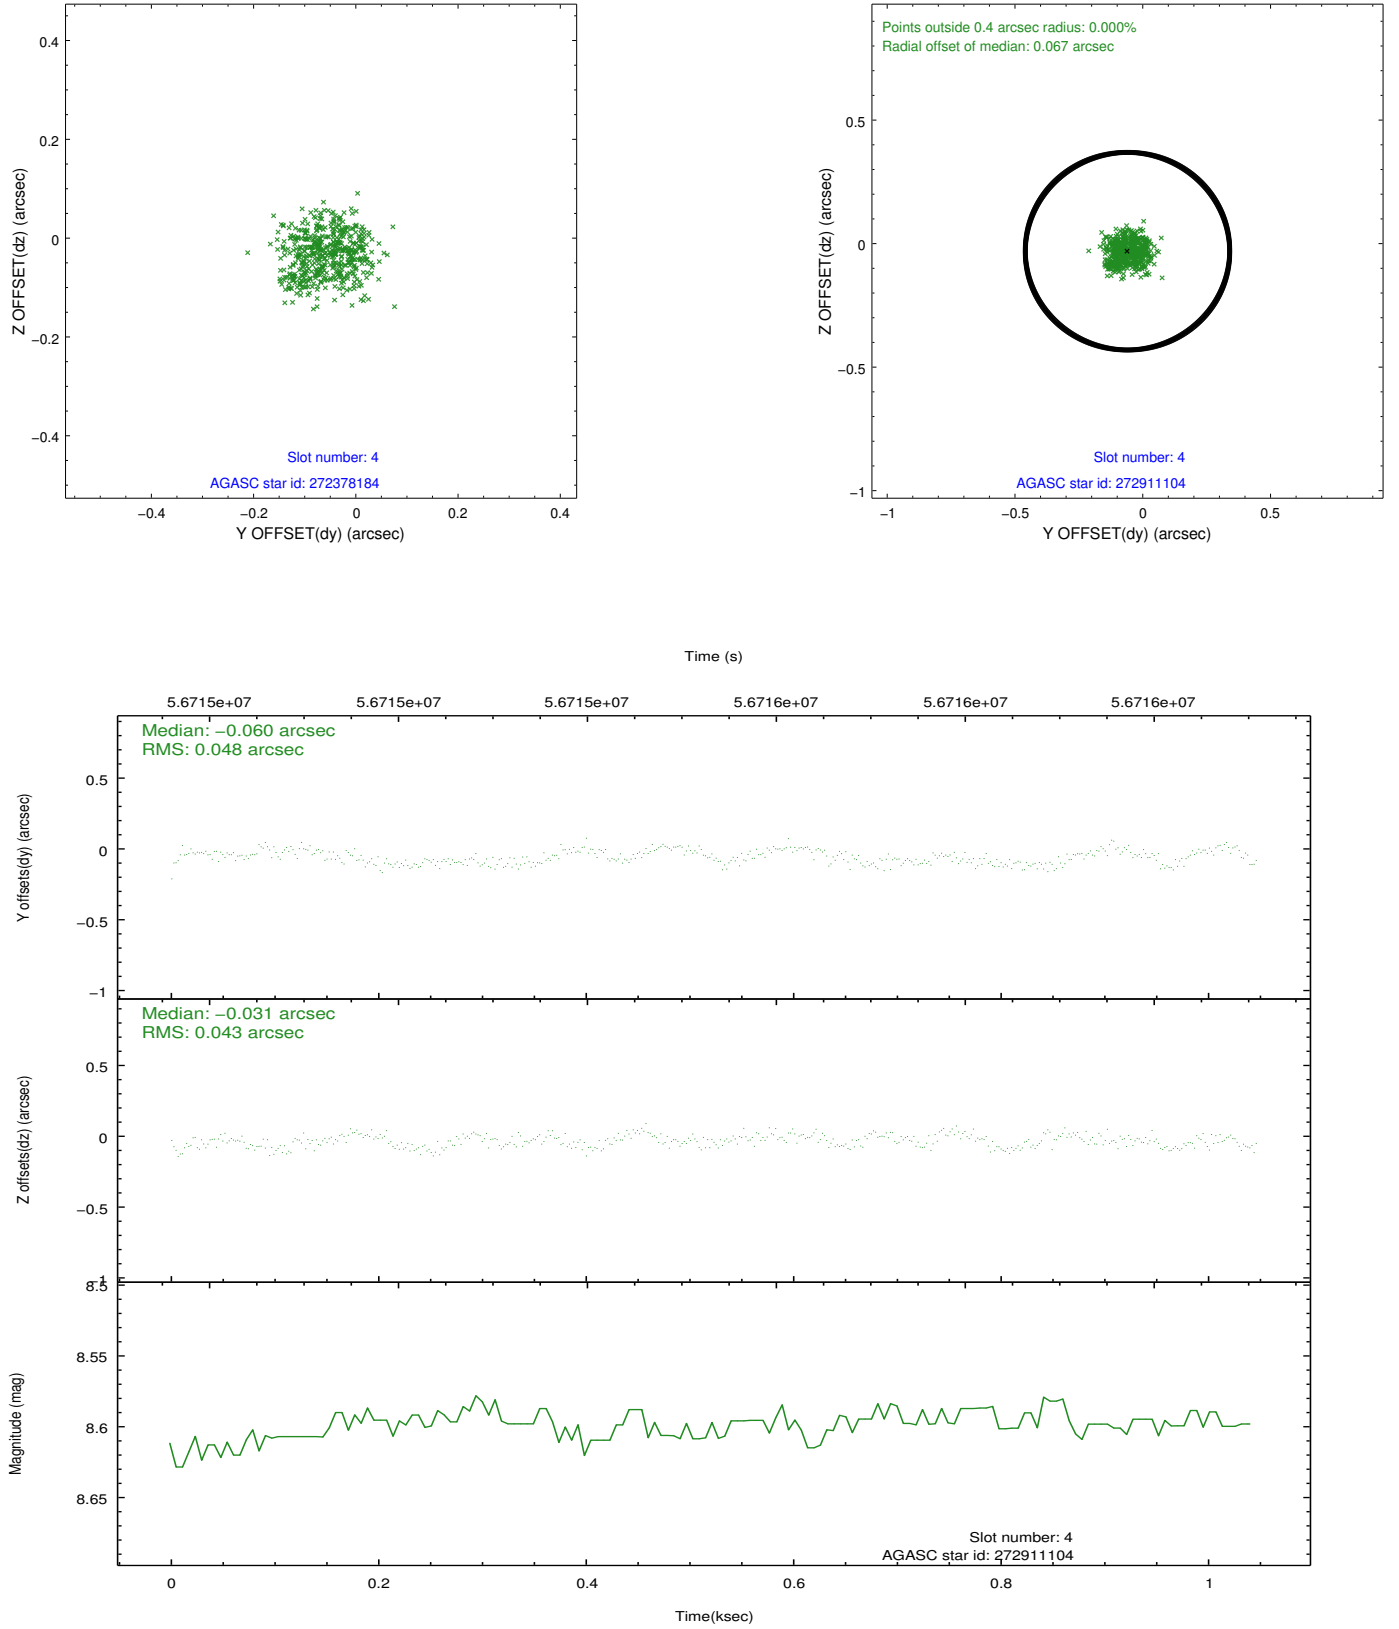 0.4
0.2
0
−0.2
−0.4
Z OFFSET(dz) (arcsec)
Slot number: 4
AGASC star id: 272378184
−0.4
−0.2
0
0.2
0.4
Y OFFSET(dy) (arcsec)
Points outside 0.4 arcsec radius: 0.000%
Radial offset of median: 0.067 arcsec
0.5
0
−0.5
−1
Z OFFSET(dz) (arcsec)
Slot number: 4
AGASC star id: 272911104
−1
−0.5
0
0.5
Y OFFSET(dy) (arcsec)
Time (s)
5.6715e+07
5.6715e+07
5.6715e+07
5.6716e+07
5.6716e+07
5.6716e+07
Median: −0.060 arcsec
RMS: 0.048 arcsec
0.5
0
−0.5
−1
Y offsets(dy) (arcsec)
Median: −0.031 arcsec
RMS: 0.043 arcsec
0.5
0
−0.5
−1
Z offsets(dz) (arcsec)
8.5
8.55
8.6
8.65
Magnitude (mag)
Slot number: 4
AGASC star id: 272911104
0
0.2
0.4
0.6
0.8
1
Time(ksec)